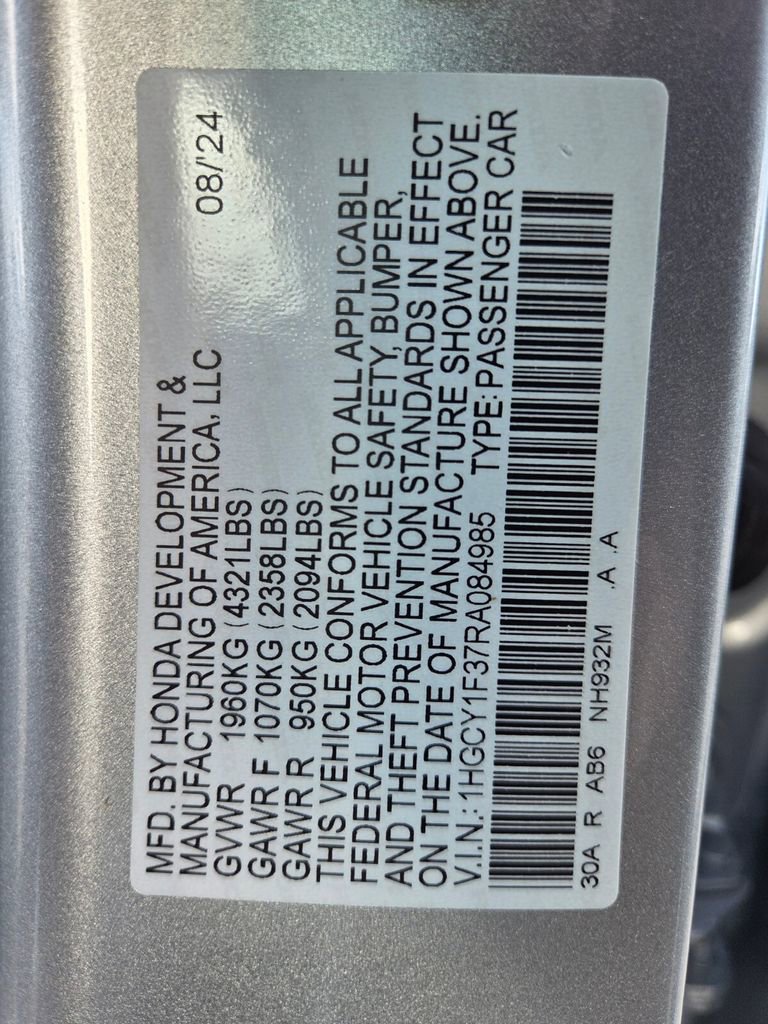 MFD. BY HONDA DEVELOPMENT &
MANUFACTURING OF AMERICA, LLC 08/'24
GVWR 1960KG (4321LBS)
GAWR F 1070KG (2358LBS)
GAWR R 950KG (2094LBS)
THIS VEHICLE CONFORMS TO ALL APPLICABLE
FEDERAL MOTOR VEHICLE SAFETY, BUMPER,
AND THEFT PREVENTION STANDARDS IN EFFECT
ON THE DATE OF MANUFACTURE SHOWN ABOVE.
V.I.N.: 1HGCY1F37RA084985 TYPE: PASSENGER CAR
30A R AB6 NH932M .A .A